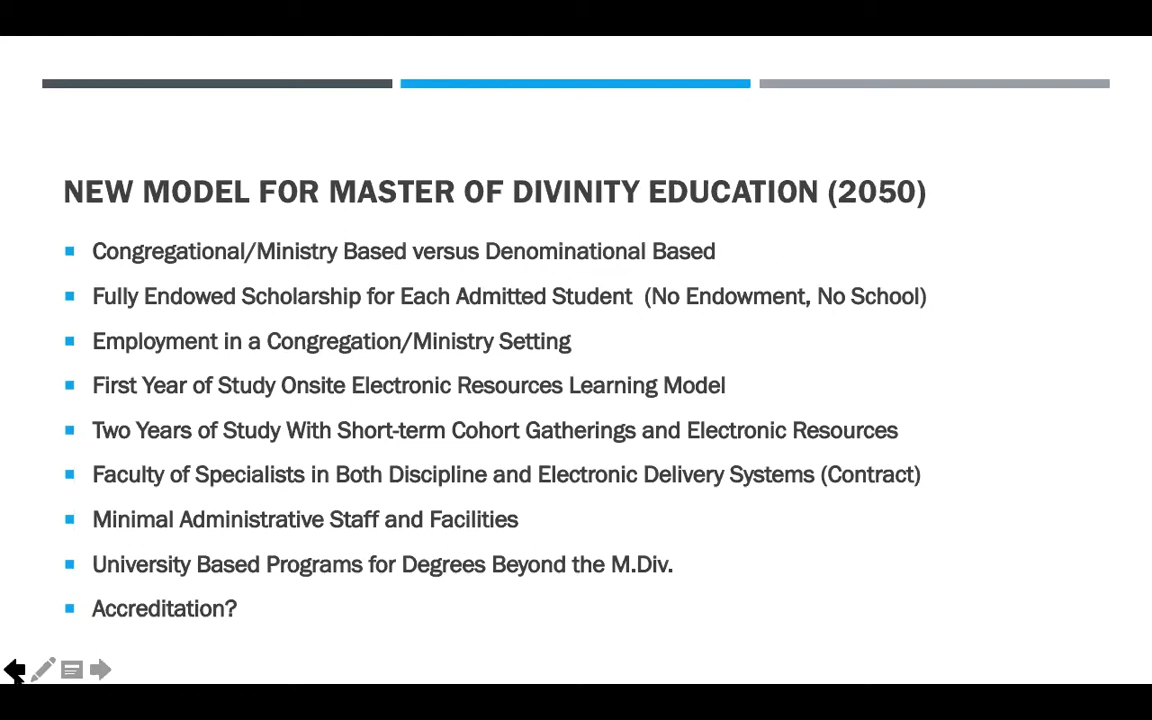 NEW MODEL FOR MASTER OF DIVINITY EDUCATION (2050)
Congregational/Ministry Based versus Denominational Based
Fully Endowed Scholarship for Each Admitted Student (No Endowment, No School)
Employment in a Congregation/Ministry Setting
First Year of Study Onsite Electronic Resources Learning Model
Two Years of Study With Short-term Cohort Gatherings and Electronic Resources
Faculty of Specialists in Both Discipline and Electronic Delivery Systems (Contract)
Minimal Administrative Staff and Facilities
University Based Programs for Degrees Beyond the M.Div.
Accreditation?